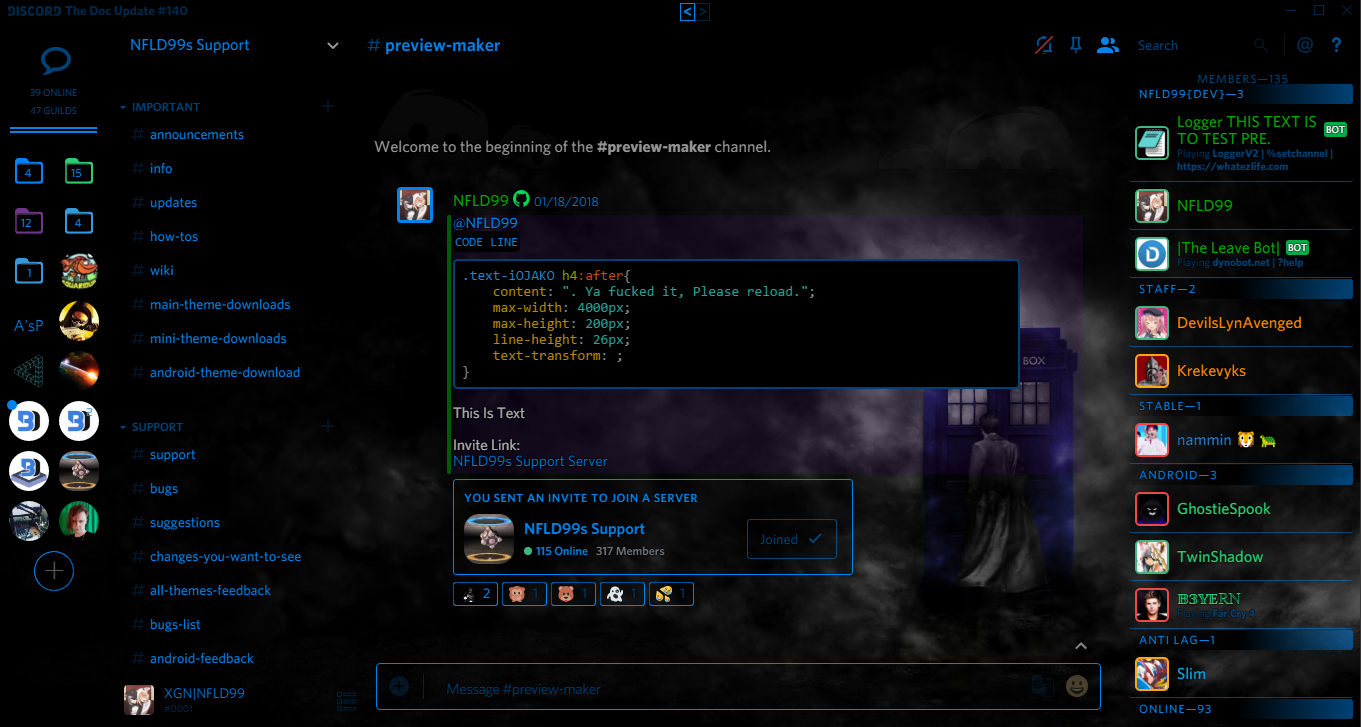 DISCORD The Doc Update #140
< >
39 ONLINE
47 GUILDS
4
15
12
4
1
A'sP
2
NFLD99s Support
IMPORTANT
# announcements
# info
# updates
# how-tos
# wiki
# main-theme-downloads
# mini-theme-downloads
# android-theme-download
SUPPORT
# support
# bugs
# suggestions
# changes-you-want-to-see
# all-themes-feedback
# bugs-list
# android-feedback
XGN|NFLD99
#0001
# preview-maker
Search
@ ?
Welcome to the beginning of the #preview-maker channel.
NFLD99 01/18/2018
@NFLD99
CODE LINE
.text-iOJAKO h4:after{
content: ". Ya fucked it, Please reload.";
max-width: 4000px;
max-height: 200px;
line-height: 26px;
text-transform: ;
}
BOX
This Is Text
Invite Link:
NFLD99s Support Server
YOU SENT AN INVITE TO JOIN A SERVER
NFLD99s Support
115 Online 317 Members
Joined
2 1 1 1 1
Message #preview-maker
MEMBERS—135
NFLD99{DEV}—3
Logger THIS TEXT IS
TO TEST PRE. BOT
Playing LoggerV2 | %setchannel |
https://whatezlife.com
NFLD99
|The Leave Bot| BOT
Playing dynobot.net | ?help
STAFF—2
DevilsLynAvenged
Krekevyks
STABLE—1
nammin
ANDROID—3
GhostieSpook
TwinShadow
𝔹𝟛𝕐𝔼ℝℕ
Playing Far Cry 4
ANTI LAG—1
Slim
ONLINE—93